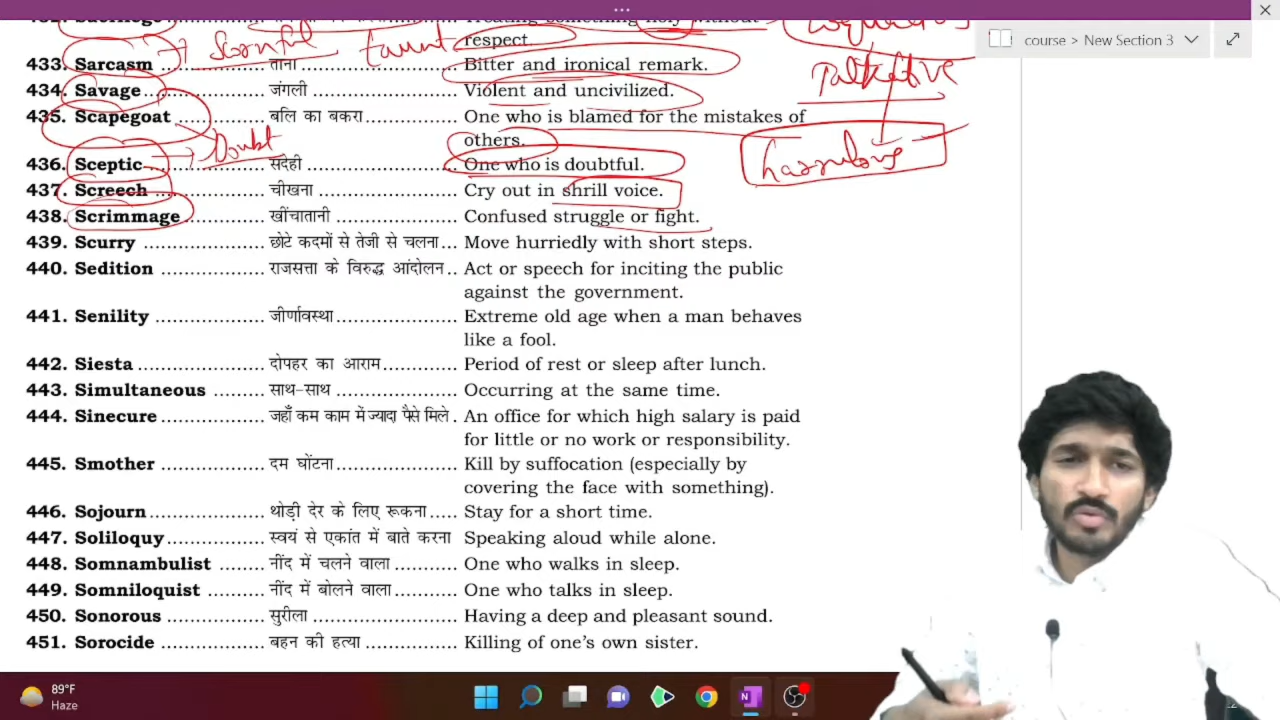 course > New Section 3
respect.
Scornful taunt
433. Sarcasm ताना Bitter and ironical remark.
talkative
434. Savage जंगली Violent and uncivilized.
435. Scapegoat बलि का बकरा One who is blamed for the mistakes of
others.
Doubt
436. Sceptic संदेही One who is doubtful.
437. Screech चीखना Cry out in shrill voice.
438. Scrimmage खींचातानी Confused struggle or fight.
439. Scurry छोटे कदमों से तेजी से चलना... Move hurriedly with short steps.
440. Sedition राजसत्ता के विरुद्ध आंदोलन.. Act or speech for inciting the public
against the government.
441. Senility जीर्णावस्था Extreme old age when a man behaves
like a fool.
442. Siesta दोपहर का आराम Period of rest or sleep after lunch.
443. Simultaneous साथ-साथ Occurring at the same time.
444. Sinecure जहाँ कम काम में ज्यादा पैसे मिले . An office for which high salary is paid
for little or no work or responsibility.
445. Smother दम घोंटना Kill by suffocation (especially by
covering the face with something).
446. Sojourn थोड़ी देर के लिए रूकना ..... Stay for a short time.
447. Soliloquy स्वयं से एकांत में बाते करना Speaking aloud while alone.
448. Somnambulist नींद में चलने वाला One who walks in sleep.
449. Somniloquist नींद में बोलने वाला One who talks in sleep.
450. Sonorous सुरीला Having a deep and pleasant sound.
451. Sorocide बहन की हत्या Killing of one's own sister.
89°F
Haze